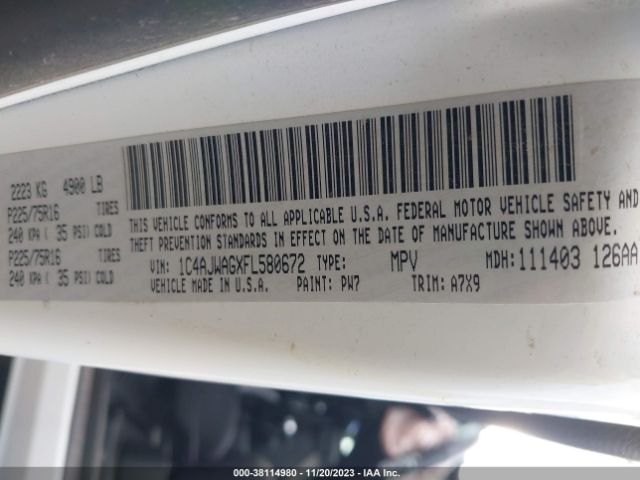 2223 KG 4900 LB
P225/75R16 TIRES
240 KPA ( 35 PSI) COLD
P225/75R16 TIRES
240 KPA ( 35 PSI) COLD
THIS VEHICLE CONFORMS TO ALL APPLICABLE U.S.A. FEDERAL MOTOR VEHICLE SAFETY AND
THEFT PREVENTION STANDARDS IN EFFECT ON THE DATE OF MANUFACTURE SHOWN ABOVE.
VIN: 1C4AJWAGXFL580672 TYPE: MPV MDH: 111403 126AA
VEHICLE MADE IN U.S.A. PAINT: PW7 TRIM: A7X9
000-38114980 - 11/20/2023 - IAA Inc.